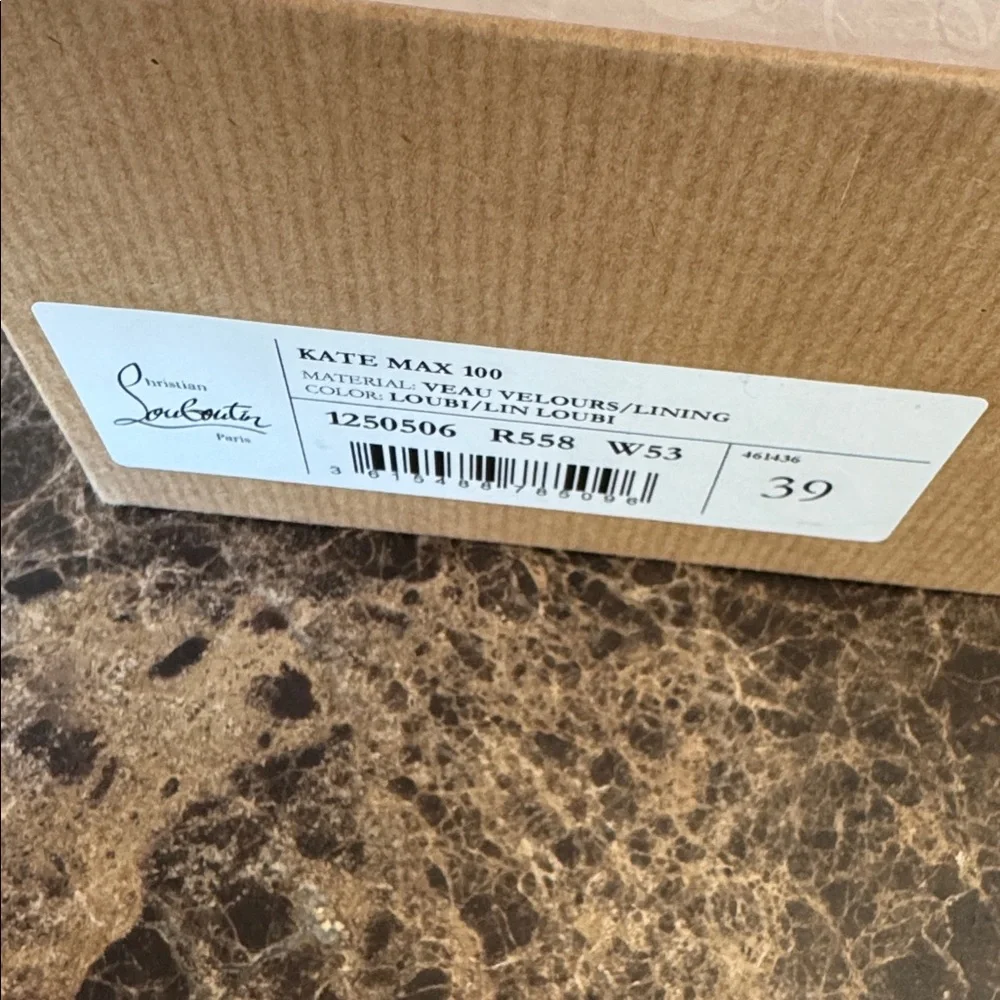 Christian
Louboutin
Paris
KATE MAX 100
MATERIAL: VEAU VELOURS/LINING
COLOR: LOUBI/LIN LOUBI
1250506 R558 W53
3 615488 785096
461436
39